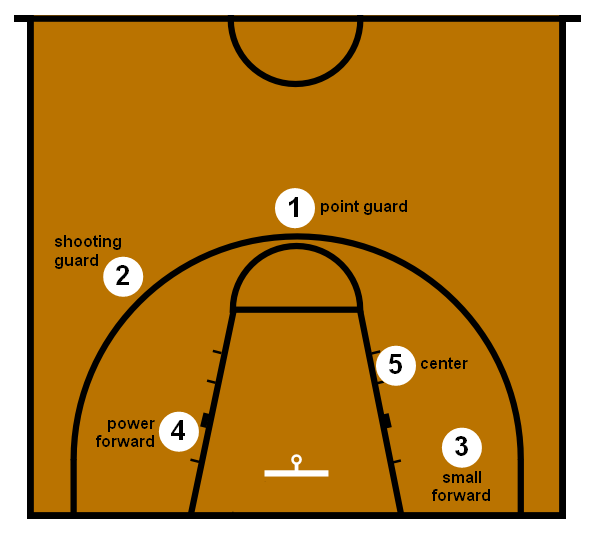 1 point guard
shooting
guard 2
5 center
power
forward 4
3
small
forward